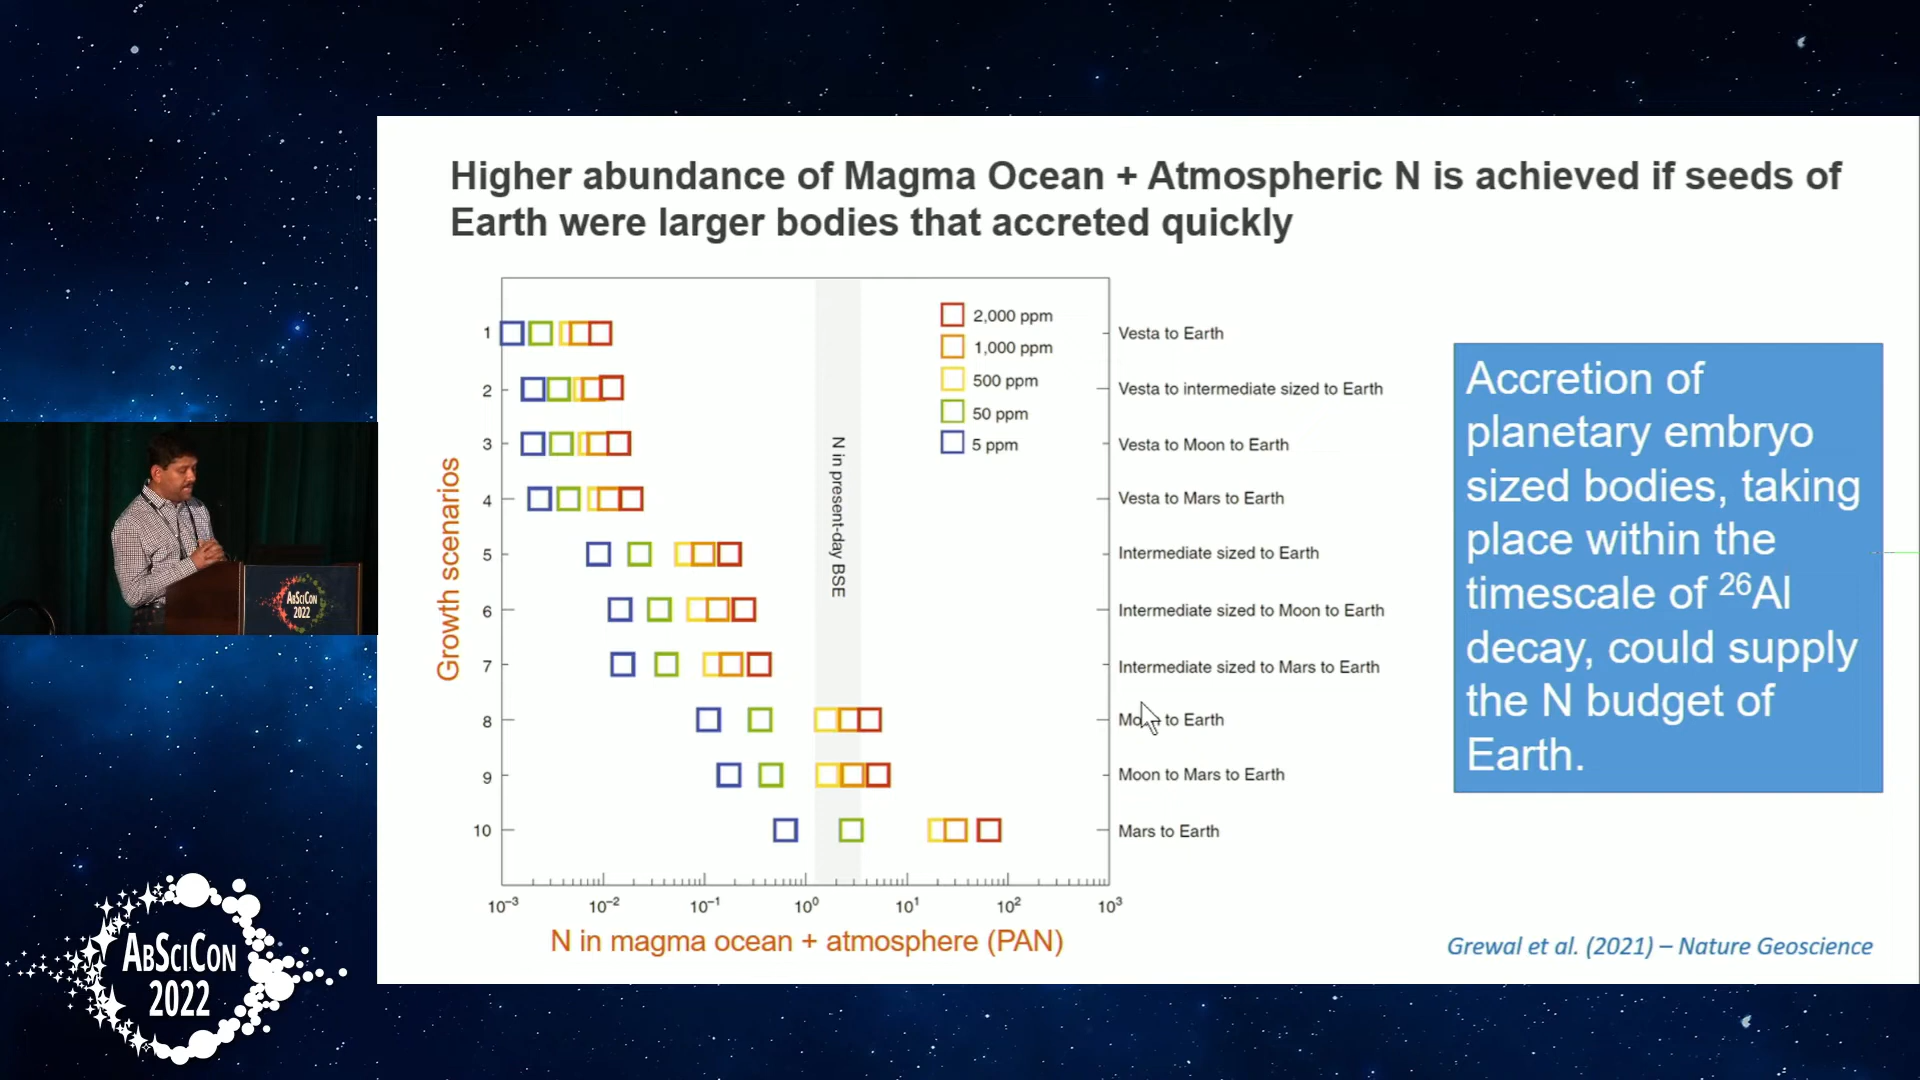 Higher abundance of Magma Ocean + Atmospheric N is achieved if seeds of
Earth were larger bodies that accreted quickly
Growth scenarios
1
2
3
4
5
6
7
8
9
10
N in present-day BSE
2,000 ppm
1,000 ppm
500 ppm
50 ppm
5 ppm
Vesta to Earth
Vesta to intermediate sized to Earth
Vesta to Moon to Earth
Vesta to Mars to Earth
Intermediate sized to Earth
Intermediate sized to Moon to Earth
Intermediate sized to Mars to Earth
to Earth
Moon to Mars to Earth
Mars to Earth
10⁻³ 10⁻² 10⁻¹ 10⁰ 10¹ 10² 10³
N in magma ocean + atmosphere (PAN)
Accretion of
planetary embryo
sized bodies, taking
place within the
timescale of ²⁶Al
decay, could supply
the N budget of
Earth.
Grewal et al. (2021) – Nature Geoscience
ABSCICON
2022
ABSCICON
2022